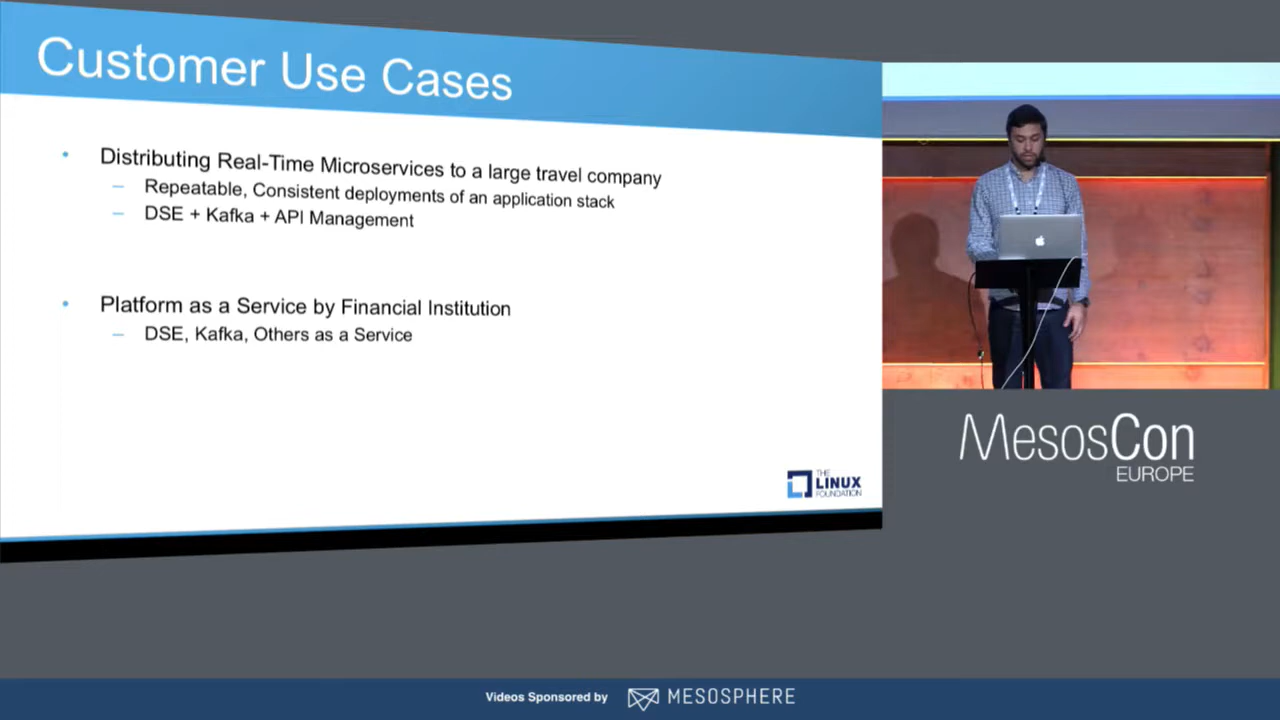 Customer Use Cases
• Distributing Real-Time Microservices to a large travel company
– Repeatable, Consistent deployments of an application stack
– DSE + Kafka + API Management
• Platform as a Service by Financial Institution
– DSE, Kafka, Others as a Service
THE
LINUX
FOUNDATION
MesosCon
EUROPE
Videos Sponsored by MESOSPHERE